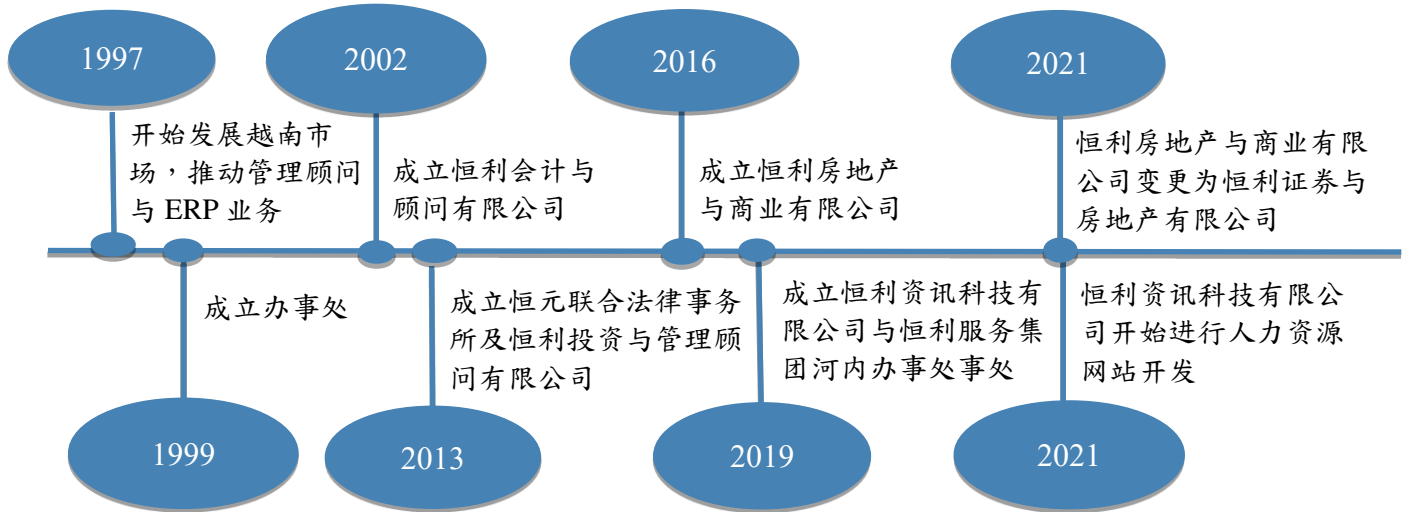 1997
开始发展越南市
场，推动管理顾问
与 ERP 业务
1999
成立办事处
2002
成立恒利会计与
顾问有限公司
2013
成立恒元联合法律事务
所及恒利投资与管理顾
问有限公司
2016
成立恒利房地产
与商业有限公司
2019
成立恒利资讯科技有
限公司与恒利服务集
团河内办事处事处
2021
恒利房地产与商业有限
公司变更为恒利证券与
房地产有限公司
2021
恒利资讯科技有限公
司开始进行人力资源
网站开发